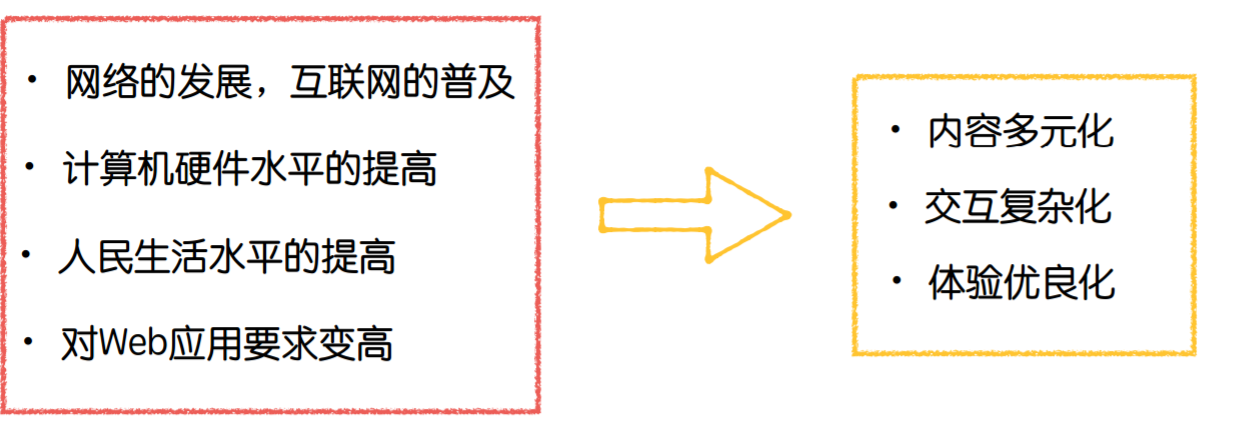 • 网络的发展，互联网的普及
• 计算机硬件水平的提高
• 人民生活水平的提高
• 对Web应用要求变高
• 内容多元化
• 交互复杂化
• 体验优良化